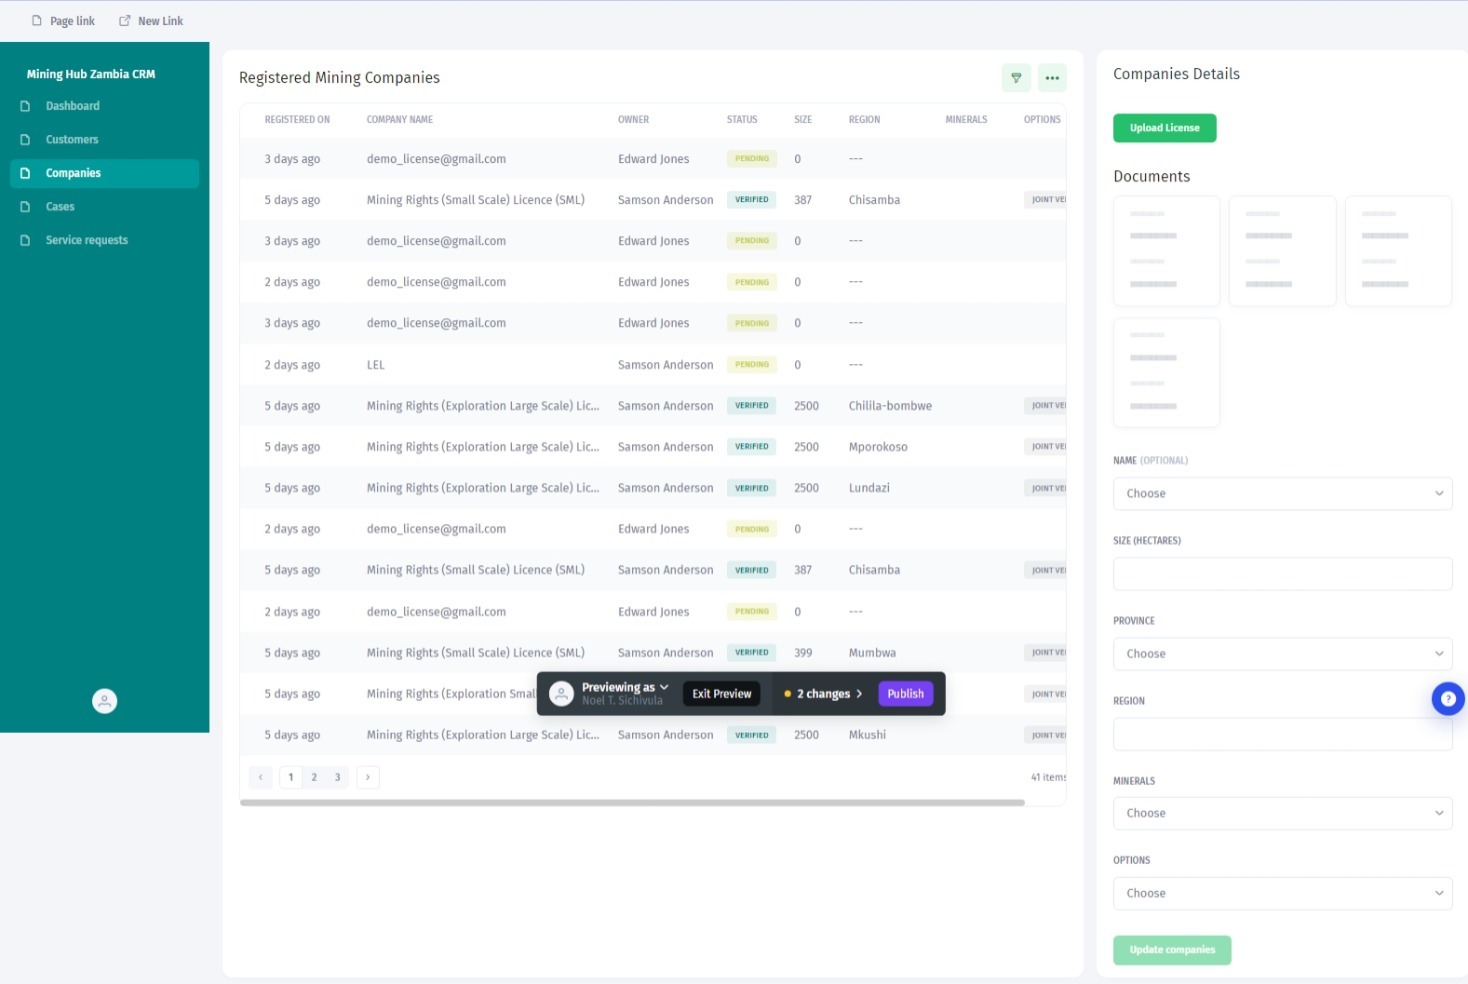 Page link New Link
Mining Hub Zambia CRM
Dashboard
Customers
Companies
Cases
Service requests
Registered Mining Companies
REGISTERED ON COMPANY NAME OWNER STATUS SIZE REGION MINERALS OPTIONS
3 days ago demo_license@gmail.com Edward Jones PENDING 0 ---
5 days ago Mining Rights (Small Scale) Licence (SML) Samson Anderson VERIFIED 387 Chisamba JOINT VE
3 days ago demo_license@gmail.com Edward Jones PENDING 0 ---
2 days ago demo_license@gmail.com Edward Jones PENDING 0 ---
3 days ago demo_license@gmail.com Edward Jones PENDING 0 ---
2 days ago LEL Samson Anderson PENDING 0 ---
5 days ago Mining Rights (Exploration Large Scale) Lic... Samson Anderson VERIFIED 2500 Chilila-bombwe JOINT VE
5 days ago Mining Rights (Exploration Large Scale) Lic... Samson Anderson VERIFIED 2500 Mporokoso JOINT VE
5 days ago Mining Rights (Exploration Large Scale) Lic... Samson Anderson VERIFIED 2500 Lundazi JOINT VE
2 days ago demo_license@gmail.com Edward Jones PENDING 0 ---
5 days ago Mining Rights (Small Scale) Licence (SML) Samson Anderson VERIFIED 387 Chisamba JOINT VE
2 days ago demo_license@gmail.com Edward Jones PENDING 0 ---
5 days ago Mining Rights (Small Scale) Licence (SML) Samson Anderson VERIFIED 399 Mumbwa JOINT VE
5 days ago Mining Rights (Exploration Smal JOINT VE
5 days ago Mining Rights (Exploration Large Scale) Lic... Samson Anderson VERIFIED 2500 Mkushi JOINT VE
Previewing as
Noel T. Sichivula
Exit Preview 2 changes Publish
‹ 1 2 3 › 41 items
Companies Details
Upload License
Documents
NAME (OPTIONAL)
Choose
SIZE (HECTARES)
PROVINCE
Choose
REGION
?
MINERALS
Choose
OPTIONS
Choose
Update companies